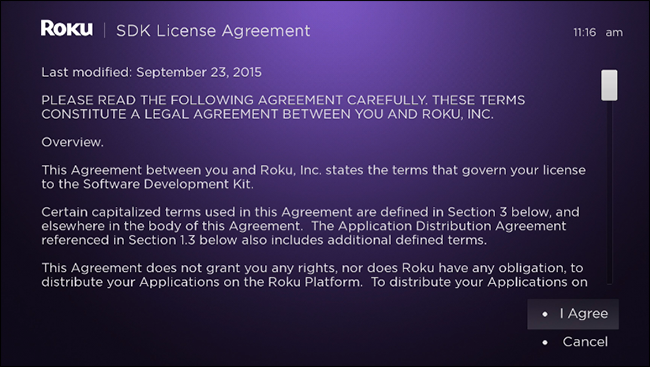 Roku | SDK License Agreement 11:16 am
Last modified: September 23, 2015
PLEASE READ THE FOLLOWING AGREEMENT CAREFULLY. THESE TERMS
CONSTITUTE A LEGAL AGREEMENT BETWEEN YOU AND ROKU, INC.
Overview.
This Agreement between you and Roku, Inc. states the terms that govern your license
to the Software Development Kit.
Certain capitalized terms used in this Agreement are defined in Section 3 below, and
elsewhere in the body of this Agreement.  The Application Distribution Agreement
referenced in Section 1.3 below also includes additional defined terms.
This Agreement does not grant you any rights, nor does Roku have any obligation, to
distribute your Applications on the Roku Platform.  To distribute your Applications on
• I Agree
• Cancel